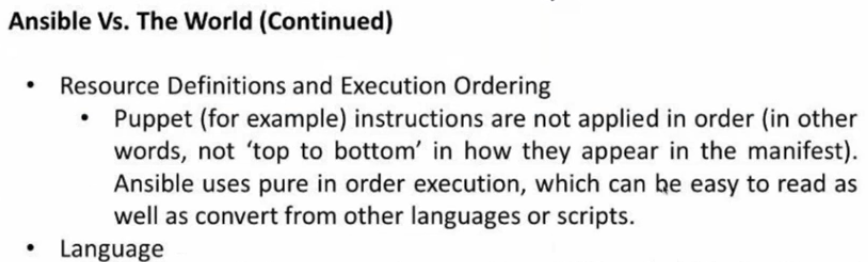 Ansible Vs. The World (Continued)
• Resource Definitions and Execution Ordering
• Puppet (for example) instructions are not applied in order (in other
words, not ‘top to bottom’ in how they appear in the manifest).
Ansible uses pure in order execution, which can be easy to read as
well as convert from other languages or scripts.
• Language